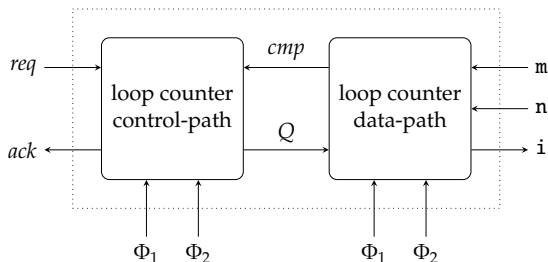 req
cmp
m
loop counter
control-path
loop counter
data-path
n
ack
Q
i
Φ1
Φ2
Φ1
Φ2